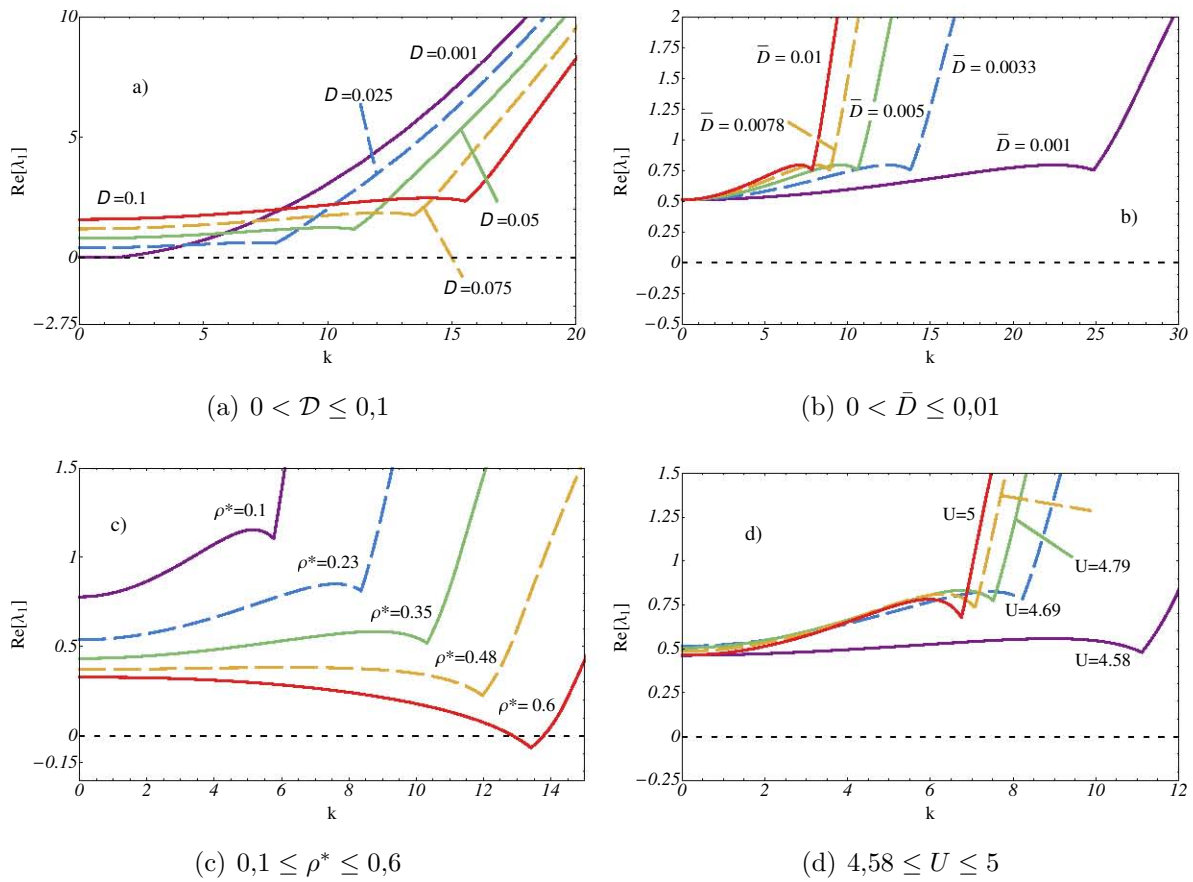 10
5
0
−2.75
Re[λ₁]
a)
D=0.001
D=0.025
D=0.1
D=0.05
D=0.075
0 5 10 15 20
k
(a) 0 < 𝒟 ≤ 0,1
2
1.75
1.5
1.25
1
0.75
0.5
0
−0.25
−0.5
Re[λ₁]
D̄ = 0.01
D̄ = 0.0033
D̄ = 0.005
D̄ = 0.0078
D̄ = 0.001
b)
0 5 10 15 20 25 30
k
(b) 0 < D̄ ≤ 0,01
1.5
1
0.5
0
−0.15
Re[λ₁]
c)
ρ*=0.1
ρ*=0.23
ρ*=0.35
ρ*=0.48
ρ*= 0.6
0 2 4 6 8 10 12 14
k
(c) 0,1 ≤ ρ* ≤ 0,6
1.5
1.25
1
0.75
0.5
0
−0.25
Re[λ₁]
d)
U=5
U=4.79
U=4.69
U=4.58
0 2 4 6 8 10 12
k
(d) 4,58 ≤ U ≤ 5